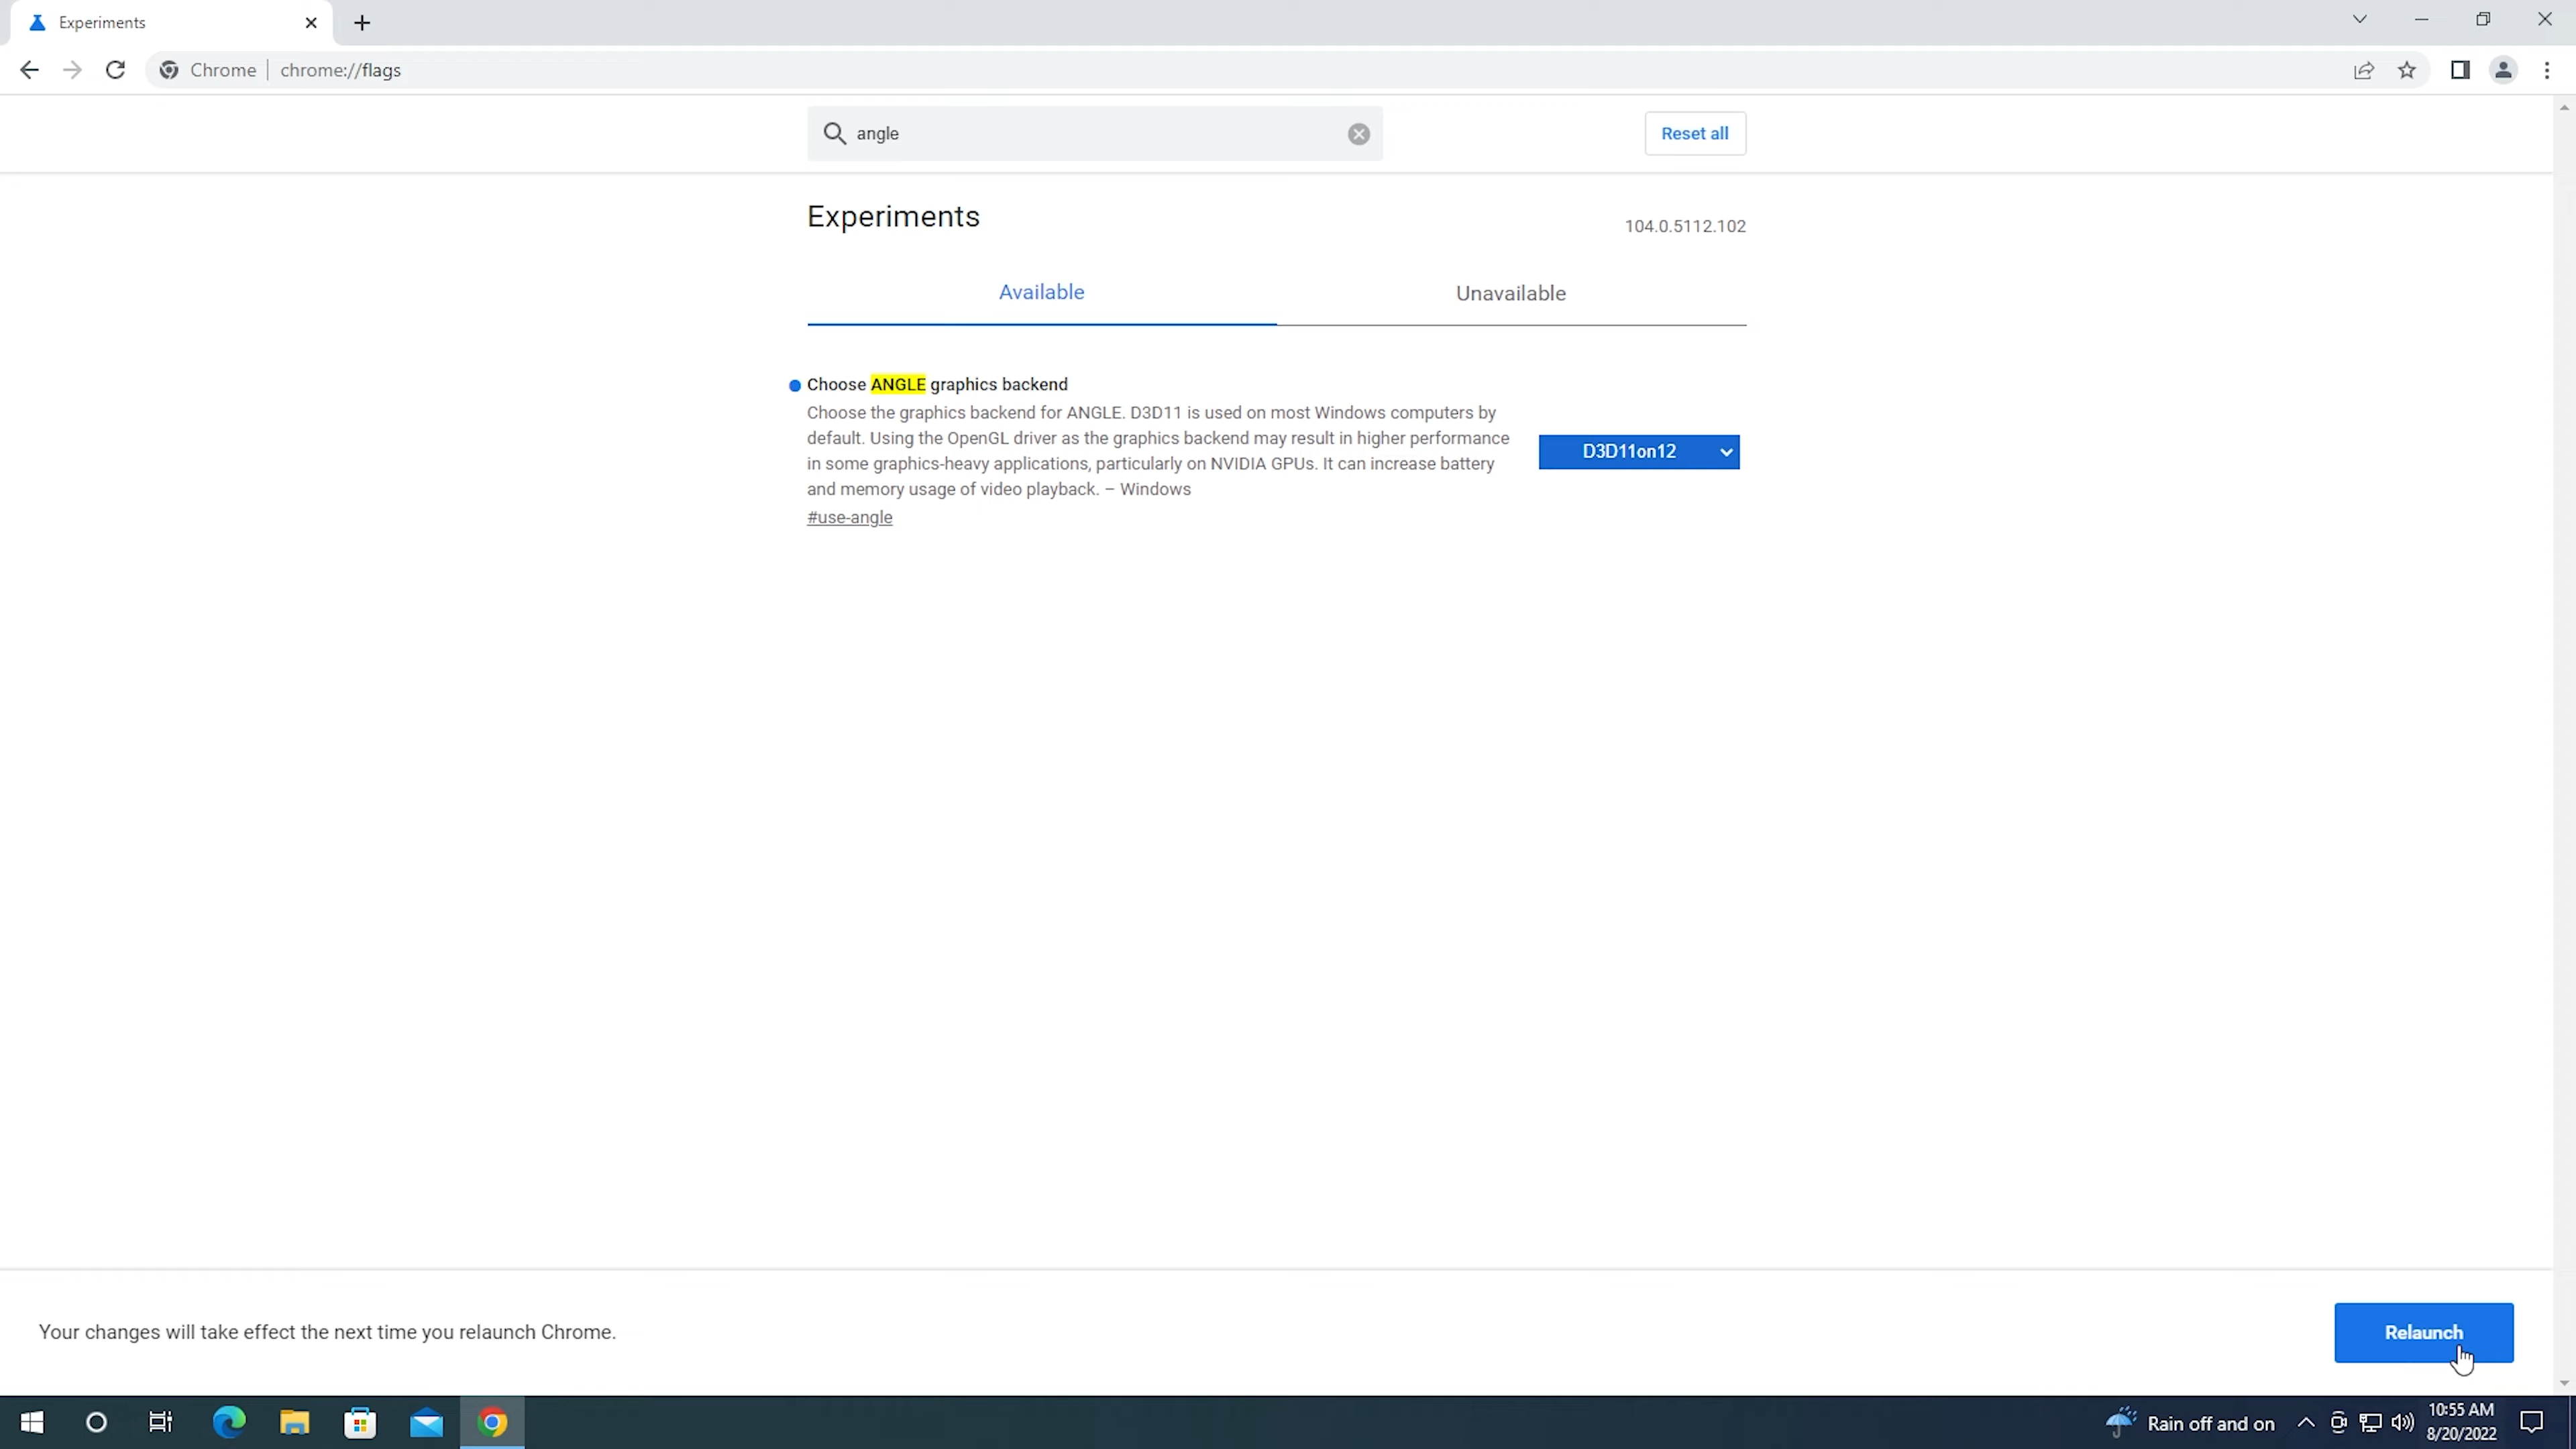 Experiments
Chrome
chrome://flags
angle
Reset all
Experiments
104.0.5112.102
Available
Unavailable
Choose ANGLE graphics backend
Choose the graphics backend for ANGLE. D3D11 is used on most Windows computers by
default. Using the OpenGL driver as the graphics backend may result in higher performance
in some graphics-heavy applications, particularly on NVIDIA GPUs. It can increase battery
and memory usage of video playback. – Windows
#use-angle
D3D11on12
Your changes will take effect the next time you relaunch Chrome.
Relaunch
Rain off and on
10:55 AM
8/20/2022